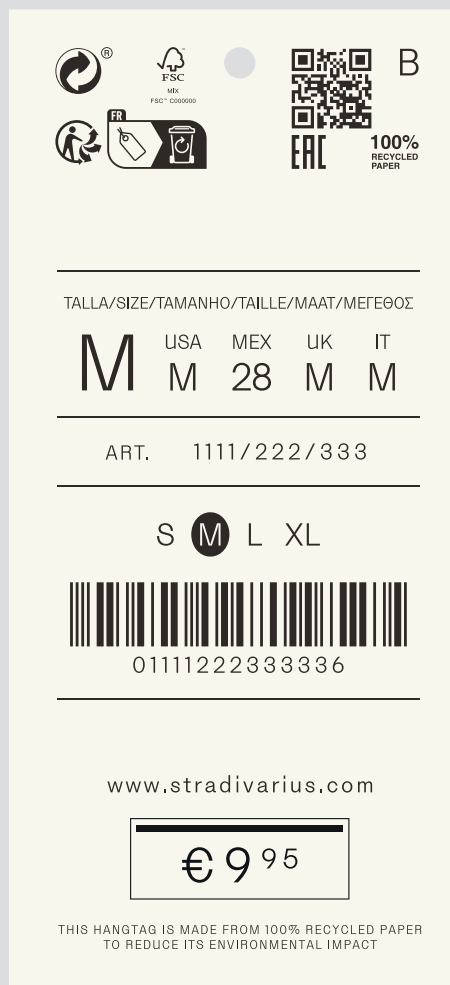 ®
FSC™
MIX
FSC™ C000000
B
FR
EAC
100%
RECYCLED
PAPER
TALLA/SIZE/TAMANHO/TAILLE/MAAT/ΜΕΓΕΘΟΣ
M USA MEX UK IT
M 28 M M
ART. 1111/222/333
S M L XL
01111222333336
www.stradivarius.com
€ 9 95
THIS HANGTAG IS MADE FROM 100% RECYCLED PAPER
TO REDUCE ITS ENVIRONMENTAL IMPACT